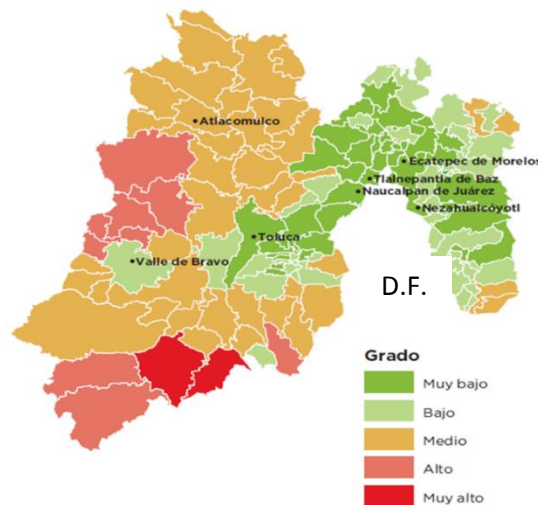 Atlacomulco
Ecatepec de Morelos
Tlalnepantla de Baz
Naucalpan de Juárez
Nezahualcóyotl
Toluca
Valle de Bravo
D.F.
Grado
Muy bajo
Bajo
Medio
Alto
Muy alto